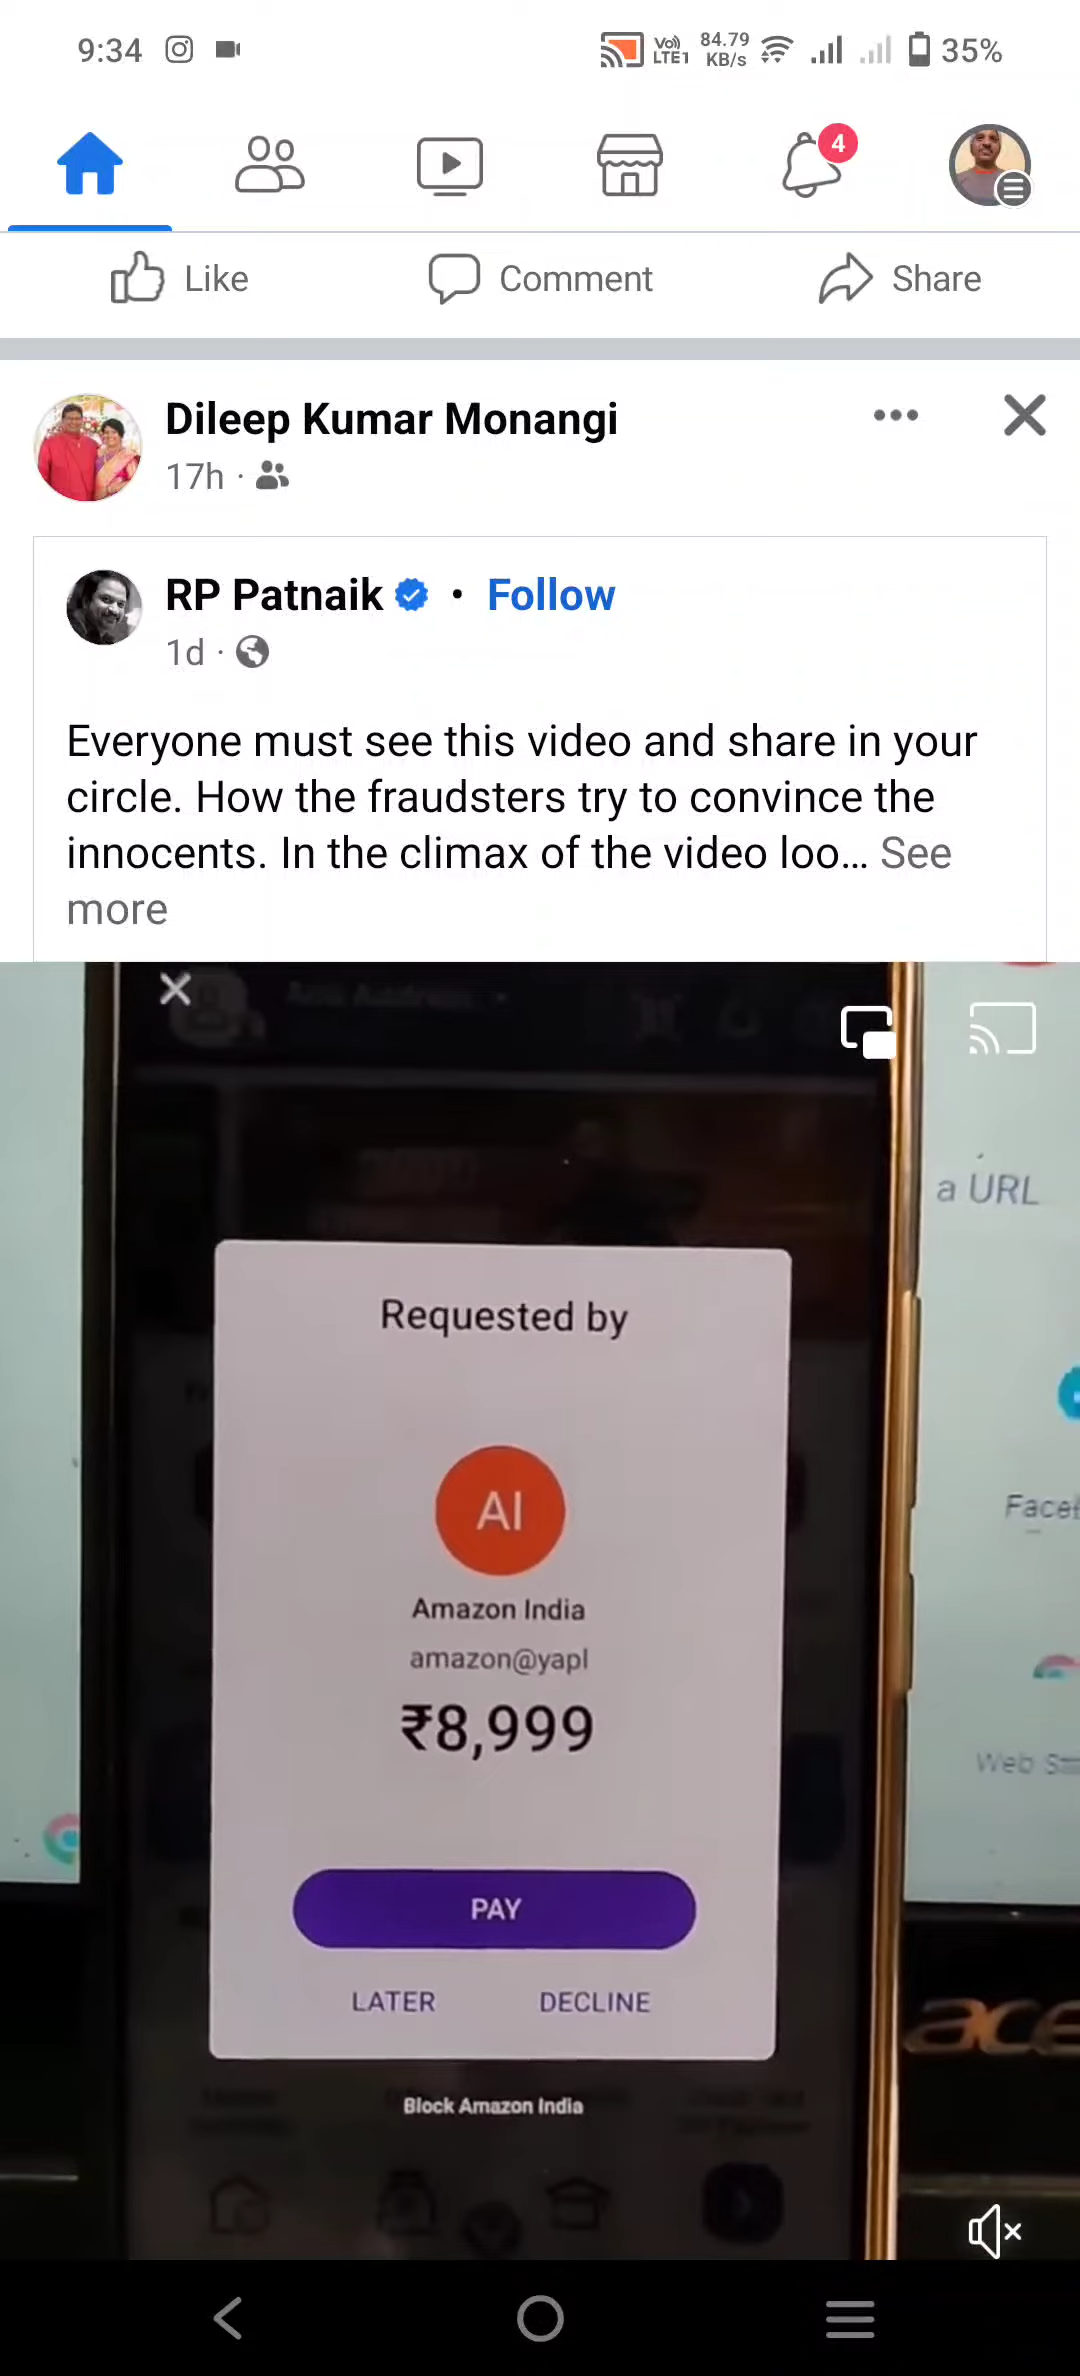 9:34
Vo) LTE1
84.79 KB/s
35%
4
Like
Comment
Share
Dileep Kumar Monangi
17h ·
RP Patnaik · Follow
1d ·
Everyone must see this video and share in your
circle. How the fraudsters try to convince the
innocents. In the climax of the video loo... See
more
a URL
Requested by
AI
Amazon India
amazon@yapl
₹8,999
PAY
LATER
DECLINE
Block Amazon India
Web